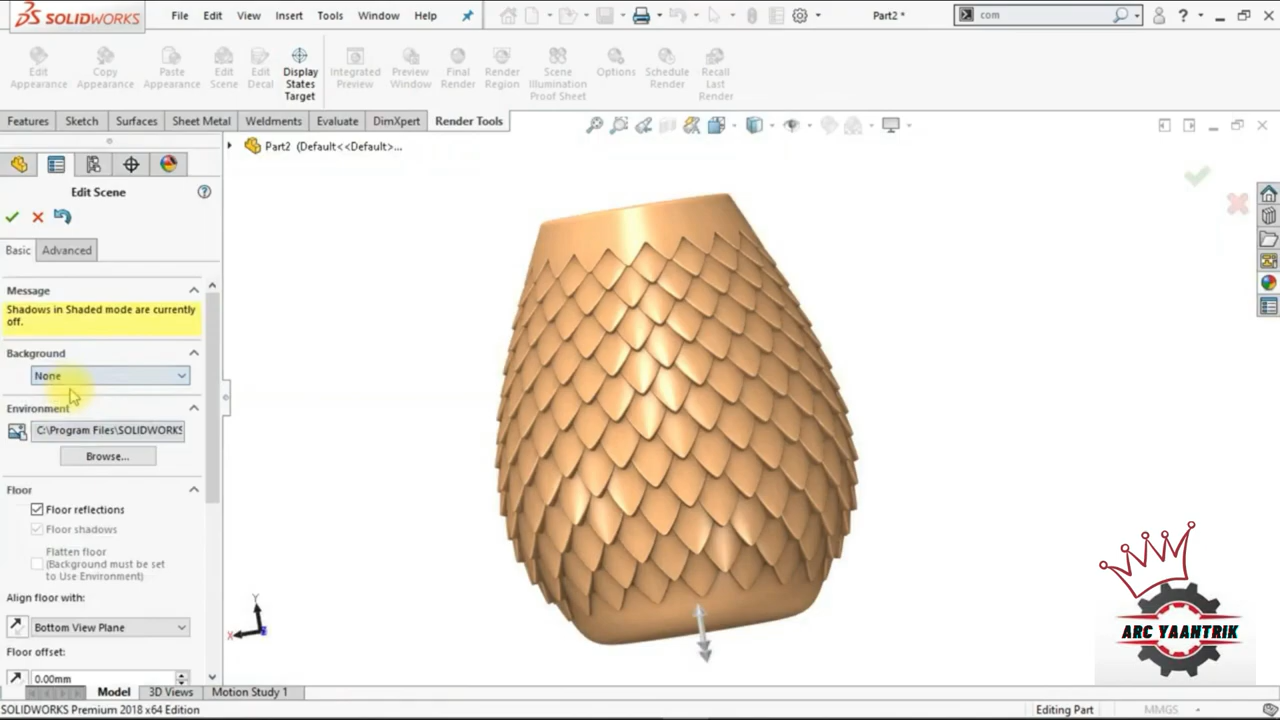 DS SOLIDWORKS
File Edit View Insert Tools Window Help
Part2 *
com
?
Edit Appearance
Copy Appearance
Paste Appearance
Edit Scene
Edit Decal
Display States Target
Integrated Preview
Preview Window
Final Render
Render Region
Scene Illumination Proof Sheet
Options
Schedule Render
Recall Last Render
Features Sketch Surfaces Sheet Metal Weldments Evaluate DimXpert Render Tools
Part2 (Default<<Default>...
Edit Scene
?
Basic Advanced
Message
Shadows in Shaded mode are currently
off.
Background
None
Environment
C:\Program Files\SOLIDWORKS
Browse...
Floor
Floor reflections
Floor shadows
Flatten floor
(Background must be set
to Use Environment)
Align floor with:
Bottom View Plane
Floor offset:
0.00mm
Y
X
ARC YAANTRIK
Model 3D Views Motion Study 1
SOLIDWORKS Premium 2018 x64 Edition
Editing Part
MMGS